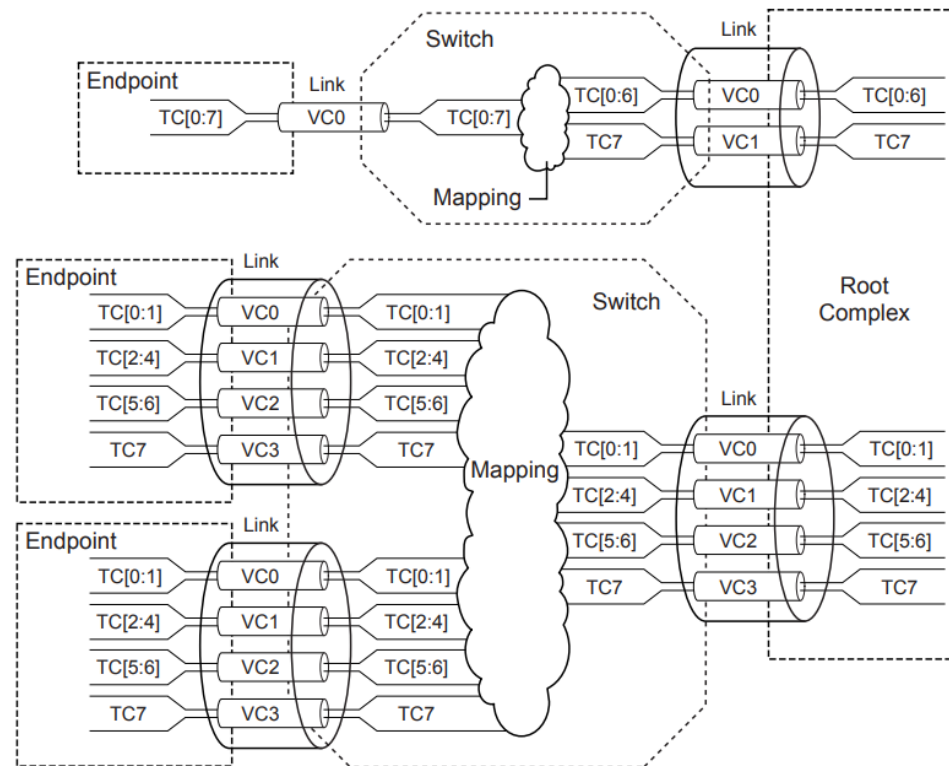 Switch
Link
Endpoint
Link
TC[0:7]
VC0
TC[0:7]
TC[0:6]
VC0
TC[0:6]
TC7
VC1
TC7
Mapping
Endpoint
Link
TC[0:1]
VC0
TC[0:1]
TC[2:4]
VC1
TC[2:4]
TC[5:6]
VC2
TC[5:6]
TC7
VC3
TC7
Switch
Root
Complex
Endpoint
Link
TC[0:1]
VC0
TC[0:1]
TC[2:4]
VC1
TC[2:4]
TC[5:6]
VC2
TC[5:6]
TC7
VC3
TC7
Mapping
Link
TC[0:1]
VC0
TC[0:1]
TC[2:4]
VC1
TC[2:4]
TC[5:6]
VC2
TC[5:6]
TC7
VC3
TC7